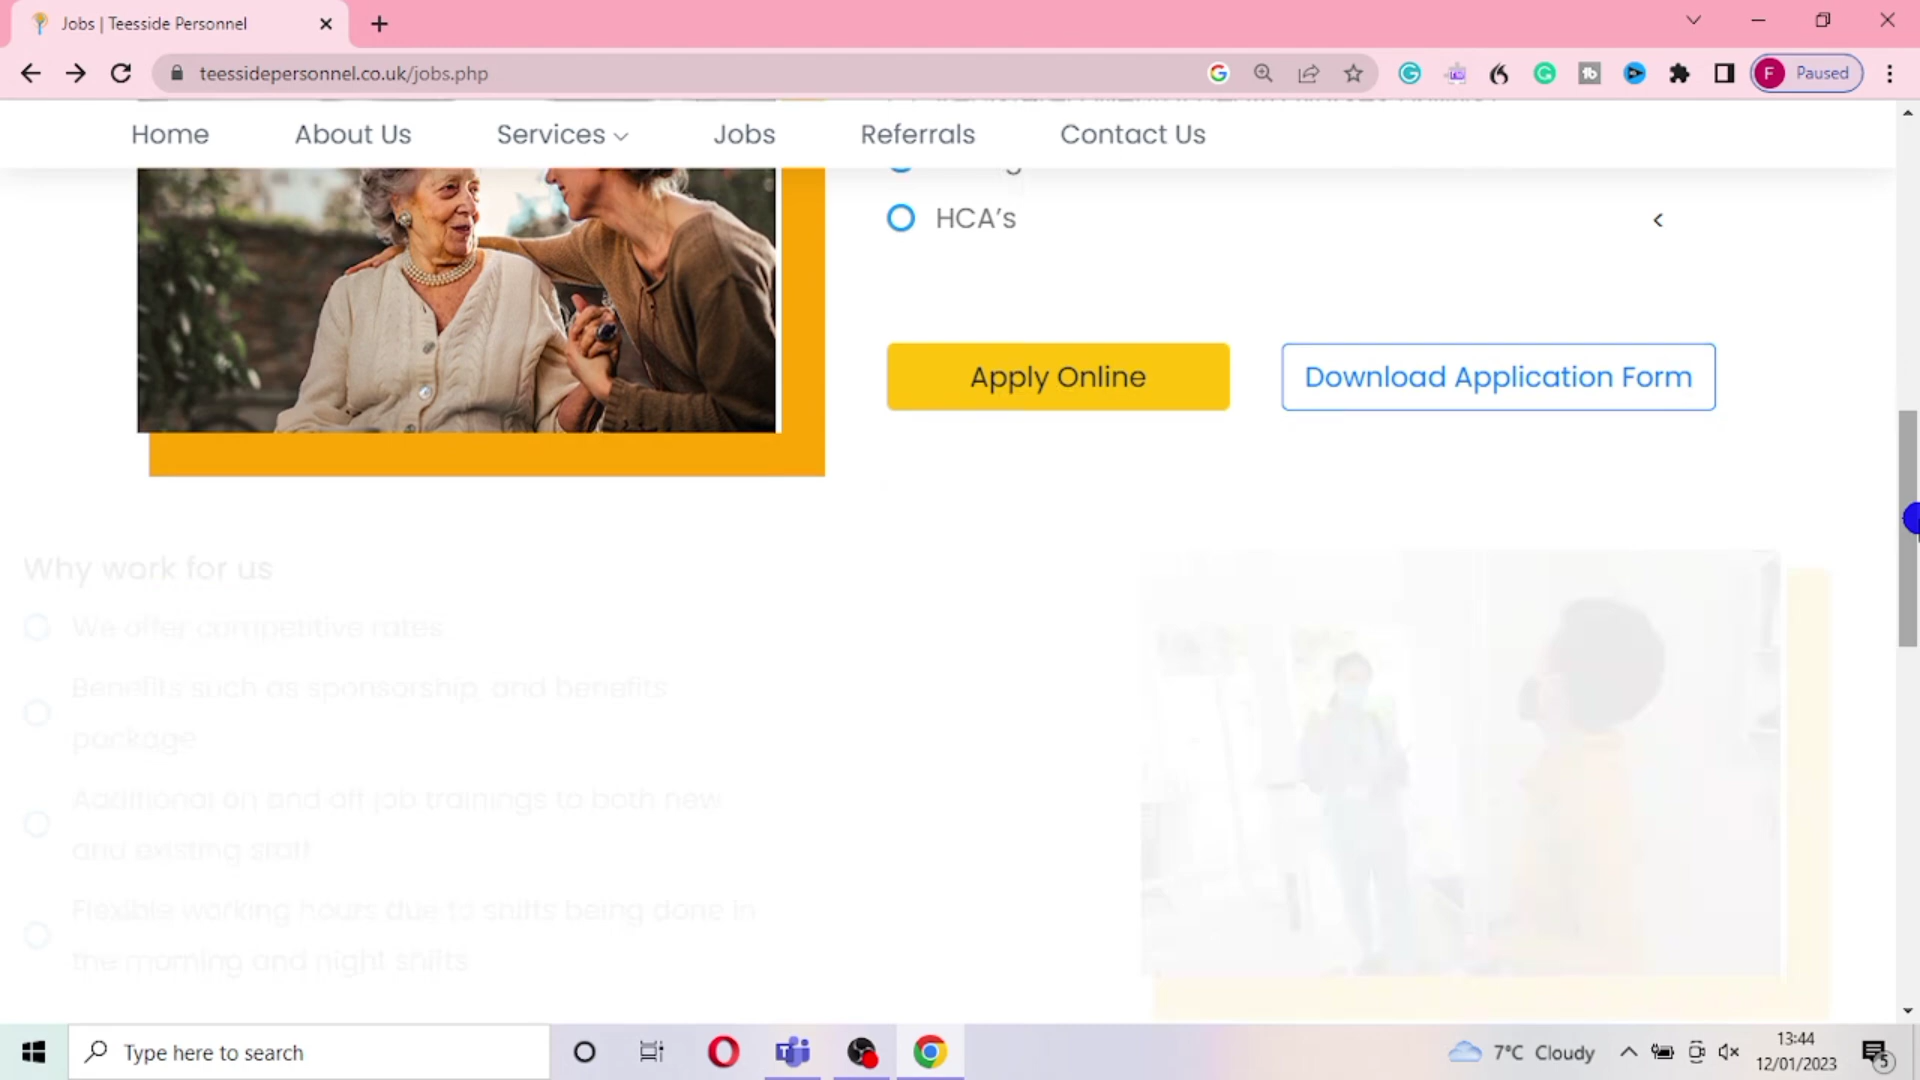 Jobs | Teesside Personnel
teessidepersonnel.co.uk/jobs.php
F Paused
Home About Us Services Jobs Referrals Contact Us
HCA's
<
Apply Online Download Application Form
Why work for us
We offer competitive rates
Benefits such as sponsorship, and benefits
package
Additional on and off job trainings to both new
and existing staff
Flexible working hours due to shifts being done in
the morning and night shifts
Type here to search
7°C Cloudy
13:44
12/01/2023
5